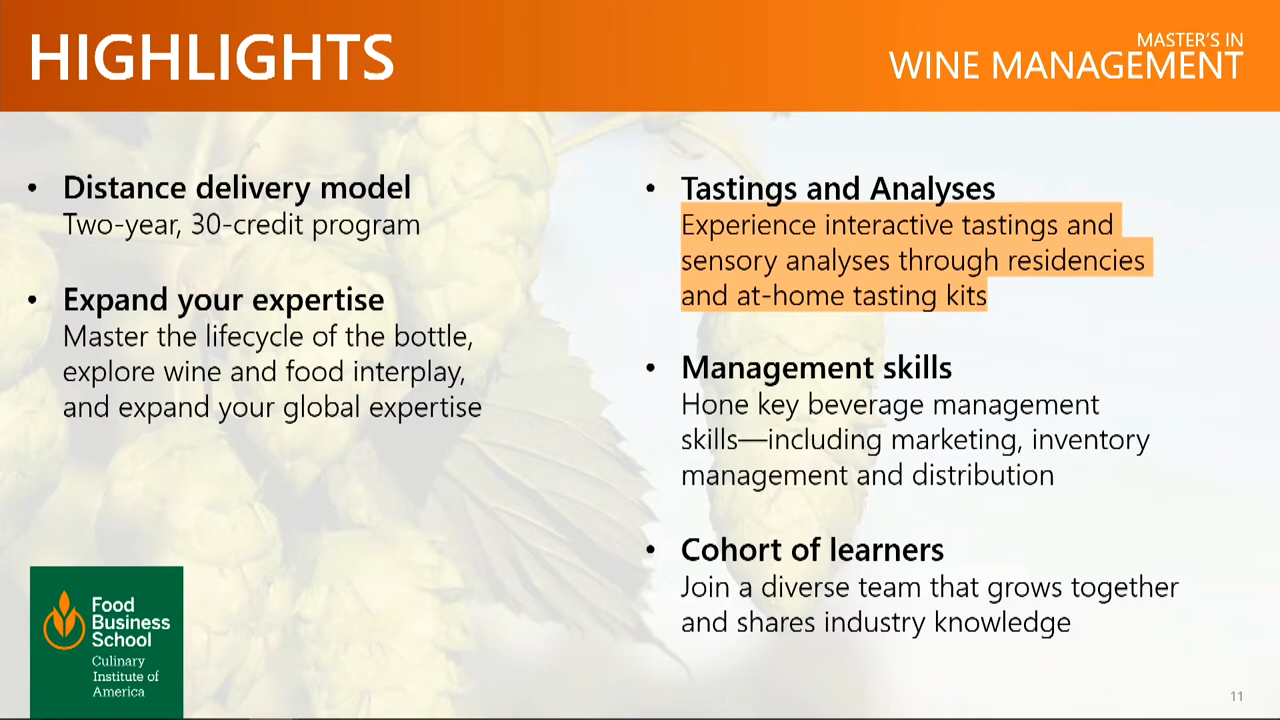 HIGHLIGHTS
MASTER'S IN
WINE MANAGEMENT
• Distance delivery model
Two-year, 30-credit program
• Expand your expertise
Master the lifecycle of the bottle,
explore wine and food interplay,
and expand your global expertise
• Tastings and Analyses
Experience interactive tastings and
sensory analyses through residencies
and at-home tasting kits
• Management skills
Hone key beverage management
skills—including marketing, inventory
management and distribution
• Cohort of learners
Join a diverse team that grows together
and shares industry knowledge
Food
Business
School
Culinary
Institute of
America
11